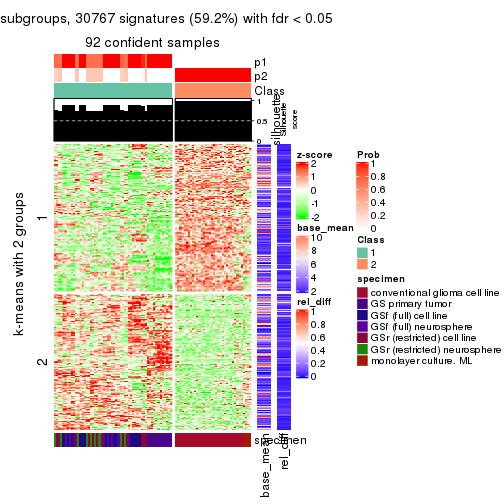 subgroups, 30767 signatures (59.2%) with fdr < 0.05
92 confident samples
p1
p2
Class
1
0.5
0
silhouette
Silhouette
score
k-means with 2 groups
1
2
specimen
base_mean
rel_diff
z-score
2
1
0
-1
-2
base_mean
10
8
6
4
2
rel_diff
1
0.8
0.6
0.4
0.2
0
Prob
1
0.8
0.6
0.4
0.2
0
Class
1
2
specimen
conventional glioma cell line
GS primary tumor
GSf (full) cell line
GSf (full) neurosphere
GSr (restricted) cell line
GSr (restricted) neurosphere
monolayer culture. ML